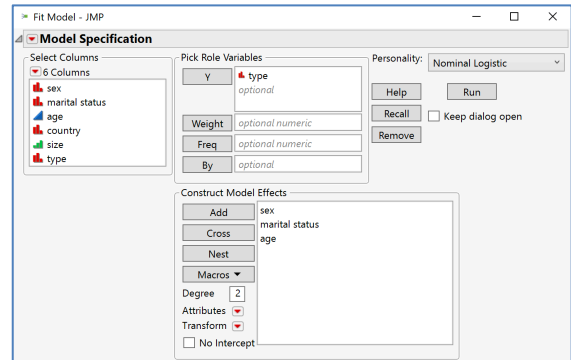 Fit Model - JMP
Model Specification
Select Columns
6 Columns
sex
marital status
age
country
size
type
Pick Role Variables
Y
type
optional
Weight
optional numeric
Freq
optional numeric
By
optional
Personality:
Nominal Logistic
Help
Run
Recall
Keep dialog open
Remove
Construct Model Effects
Add
Cross
Nest
Macros
Degree 2
Attributes
Transform
No Intercept
sex
marital status
age